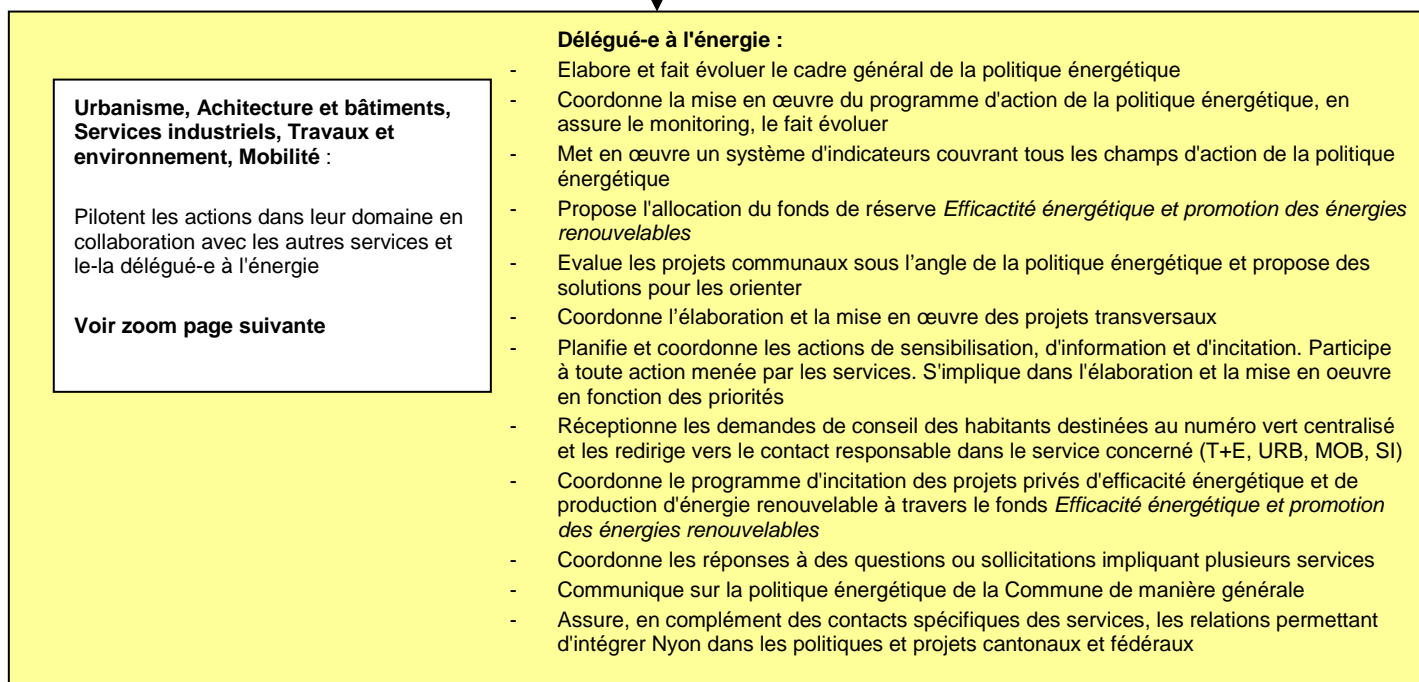 Urbanisme, Achitecture et bâtiments,
Services industriels, Travaux et
environnement, Mobilité :
Pilotent les actions dans leur domaine en
collaboration avec les autres services et
le-la délégué-e à l'énergie
Voir zoom page suivante
Délégué-e à l'énergie :
- Elabore et fait évoluer le cadre général de la politique énergétique
- Coordonne la mise en œuvre du programme d'action de la politique énergétique, en
assure le monitoring, le fait évoluer
- Met en œuvre un système d'indicateurs couvrant tous les champs d'action de la politique
énergétique
- Propose l'allocation du fonds de réserve Efficactité énergétique et promotion des énergies
renouvelables
- Evalue les projets communaux sous l’angle de la politique énergétique et propose des
solutions pour les orienter
- Coordonne l’élaboration et la mise en œuvre des projets transversaux
- Planifie et coordonne les actions de sensibilisation, d'information et d'incitation. Participe
à toute action menée par les services. S'implique dans l'élaboration et la mise en oeuvre
en fonction des priorités
- Réceptionne les demandes de conseil des habitants destinées au numéro vert centralisé
et les redirige vers le contact responsable dans le service concerné (T+E, URB, MOB, SI)
- Coordonne le programme d'incitation des projets privés d'efficacité énergétique et de
production d'énergie renouvelable à travers le fonds Efficacité énergétique et promotion
des énergies renouvelables
- Coordonne les réponses à des questions ou sollicitations impliquant plusieurs services
- Communique sur la politique énergétique de la Commune de manière générale
- Assure, en complément des contacts spécifiques des services, les relations permettant
d'intégrer Nyon dans les politiques et projets cantonaux et fédéraux